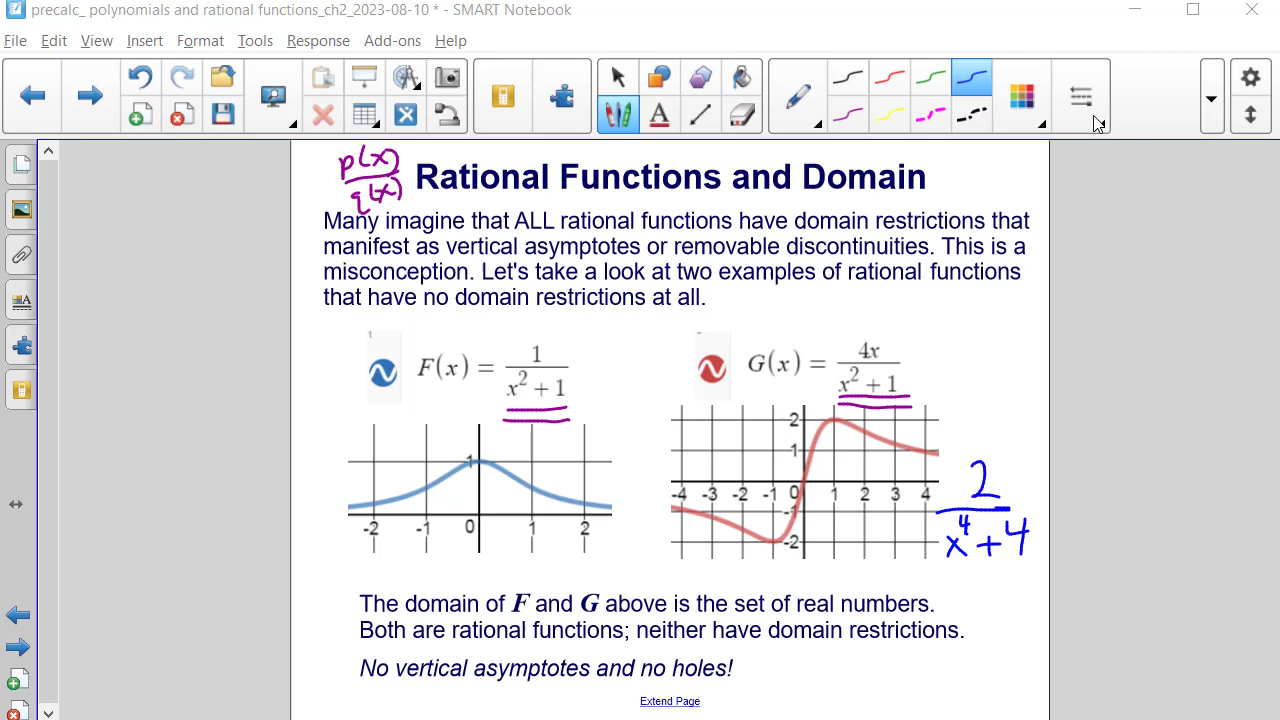 precalc_ polynomials and rational functions_ch2_2023-08-10 * - SMART Notebook
File Edit View Insert Format Tools Response Add-ons Help
p(x)
q(x)
Rational Functions and Domain
Many imagine that ALL rational functions have domain restrictions that
manifest as vertical asymptotes or removable discontinuities. This is a
misconception. Let's take a look at two examples of rational functions
that have no domain restrictions at all.
F(x) = 1
x² + 1
G(x) = 4x
x² + 1
1
-2 -1 0 1 2
2
1
-4 -3 -2 -1 0 1 2 3 4
-1
-2
2
x⁴+4
The domain of F and G above is the set of real numbers.
Both are rational functions; neither have domain restrictions.
No vertical asymptotes and no holes!
Extend Page